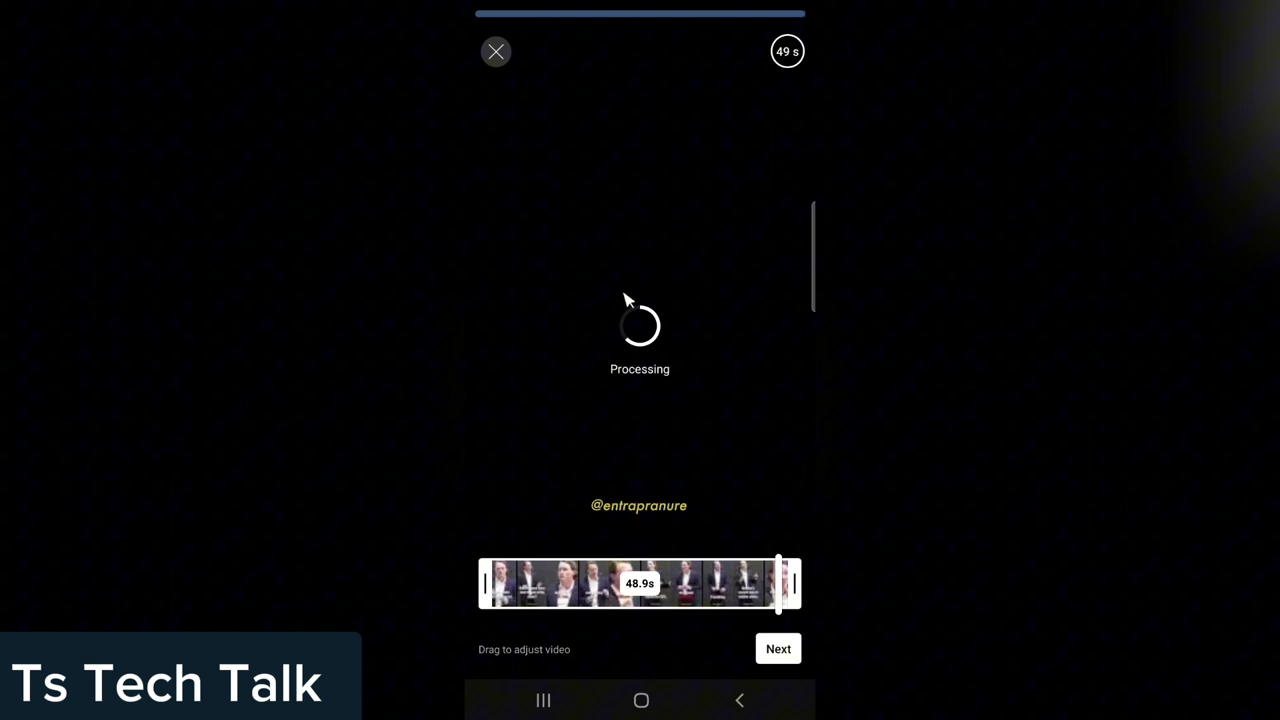 49 s
Processing
@entrapranure
48.9s
Drag to adjust video
Next
Ts Tech Talk